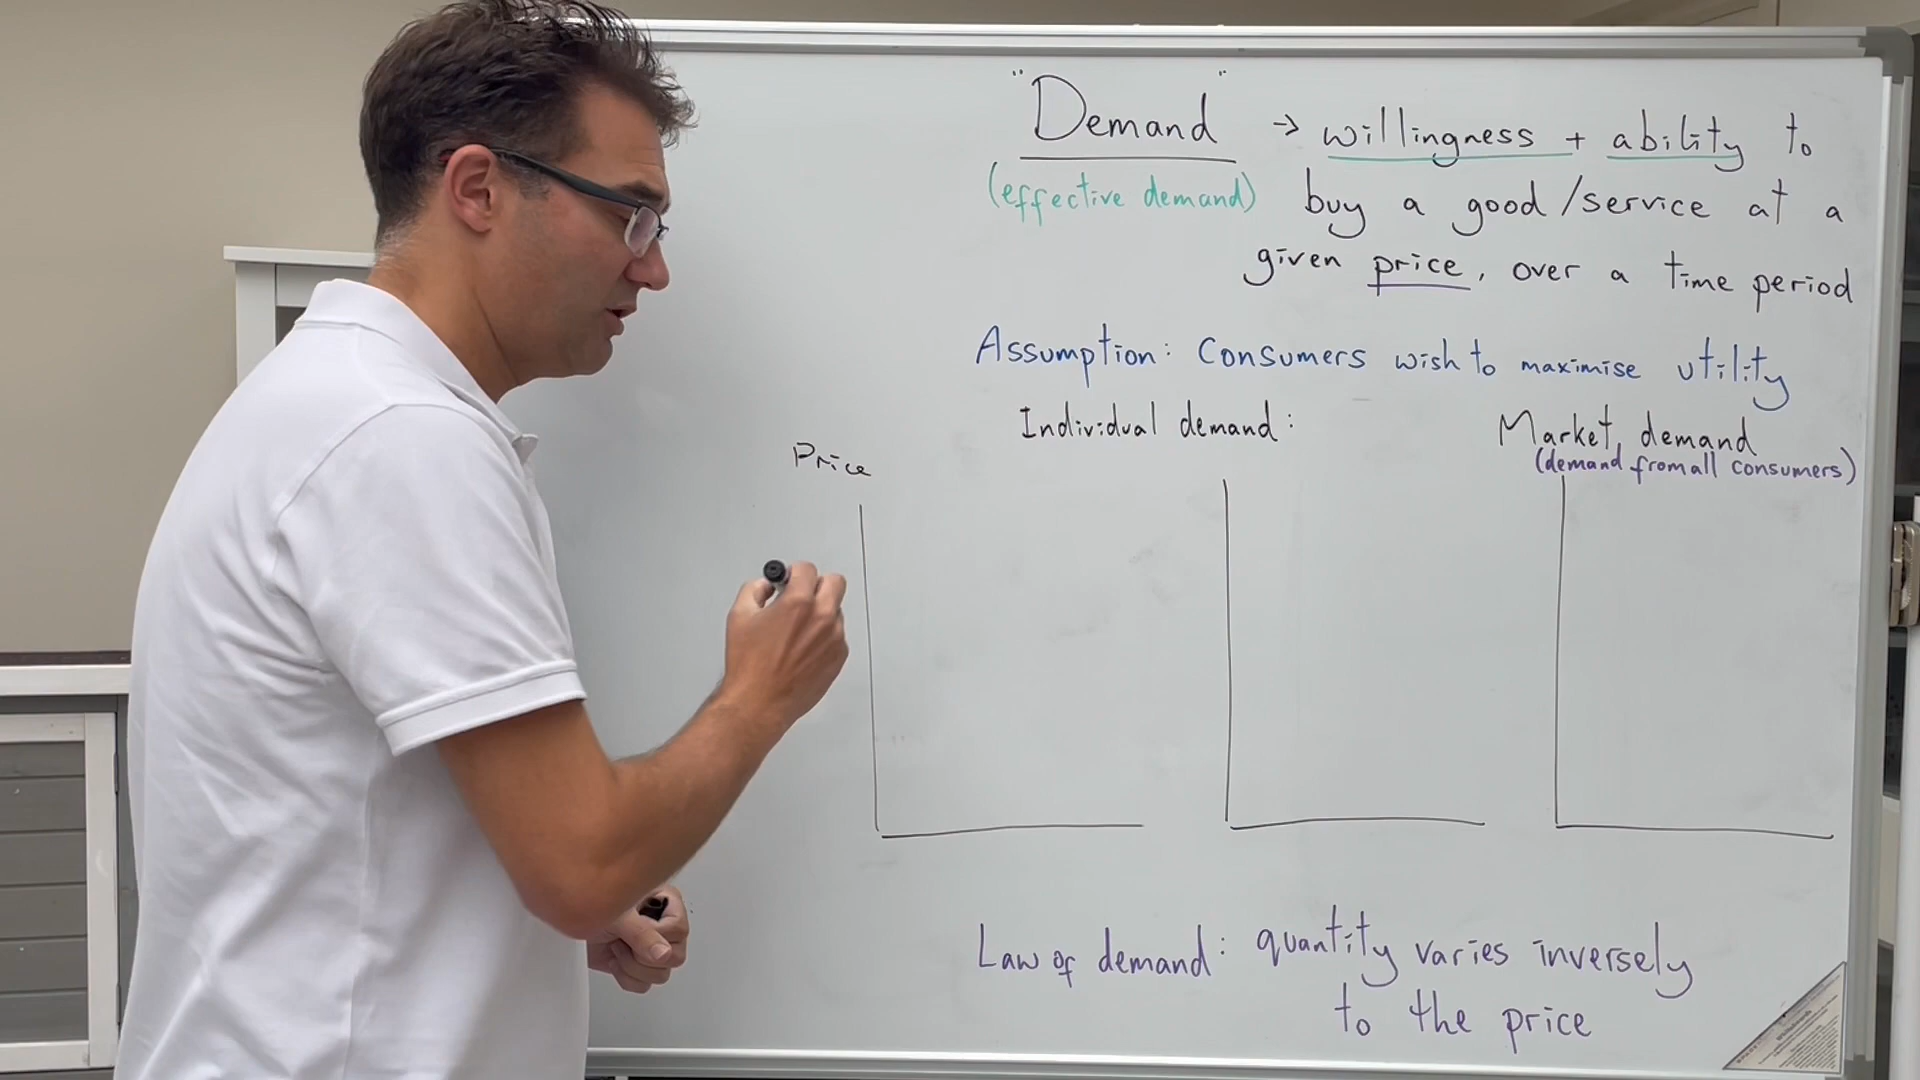 "Demand" → willingness + ability to
(effective demand) buy a good/service at a
given price, over a time period
Assumption: Consumers wish to maximise utility
Individual demand:
Market demand
(demand from all consumers)
Price
Law of demand: quantity varies inversely
to the price